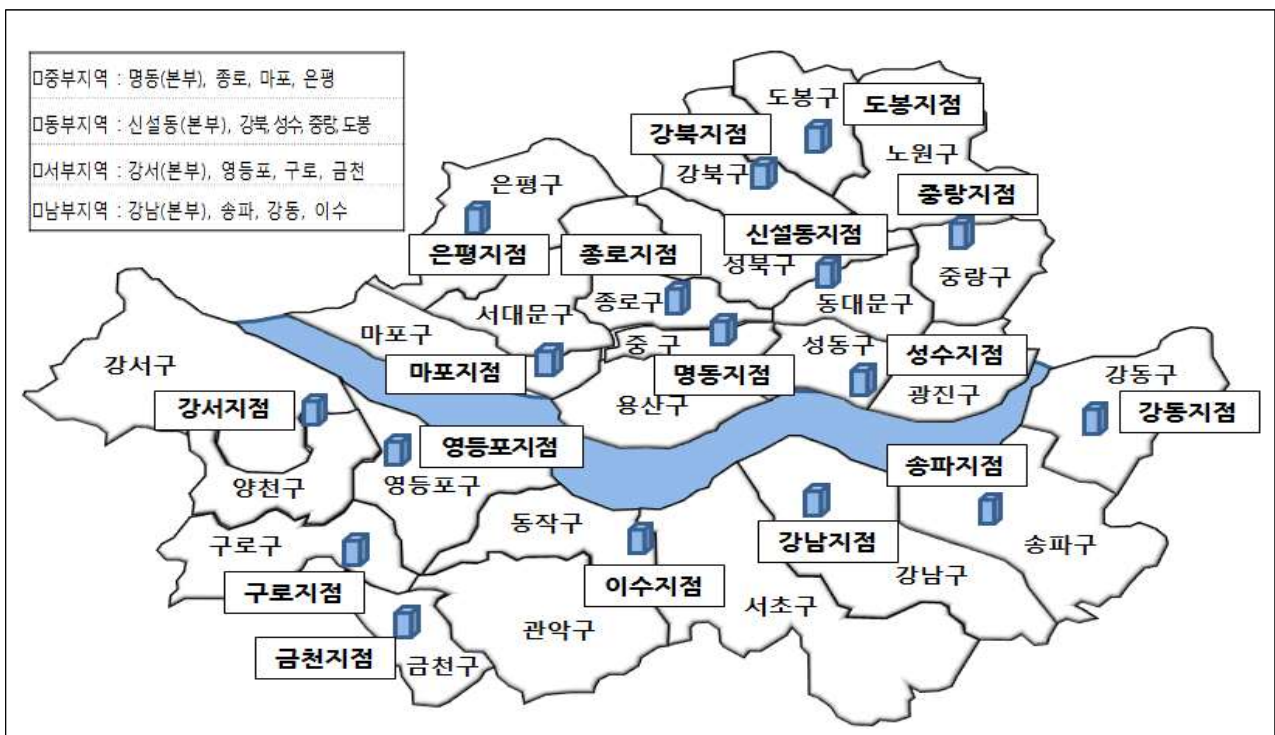 □중부지역 : 명동(본부), 종로, 마포, 은평
□동부지역 : 신설동(본부), 강북, 성수, 중랑, 도봉
□서부지역 : 강서(본부), 영등포, 구로, 금천
□남부지역 : 강남(본부), 송파, 강동, 이수
도봉구
도봉지점
강북지점
노원구
강북구
은평구
중랑지점
신설동지점
은평지점
종로지점
성북구
중랑구
종로구
동대문구
서대문구
마포구
중 구
성동구
성수지점
강서구
마포지점
명동지점
강동구
용산구
광진구
강서지점
강동지점
영등포지점
송파지점
양천구
영등포구
동작구
구로구
강남지점
송파구
강남구
구로지점
이수지점
서초구
관악구
금천지점
금천구